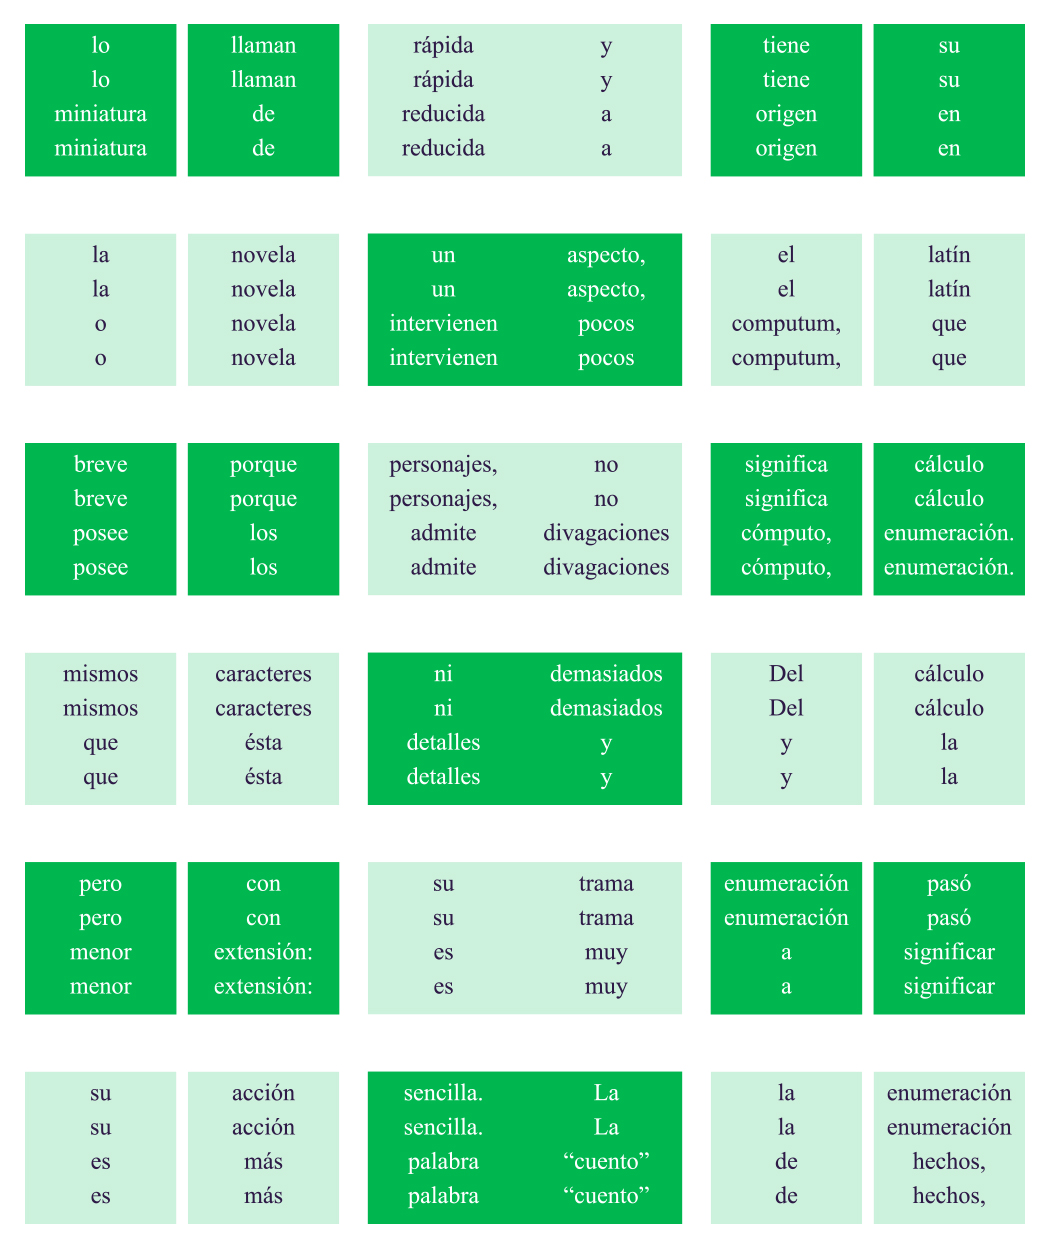 lo llaman
lo llaman
miniatura de
miniatura de
la novela
la novela
o novela
o novela
breve porque
breve porque
posee los
posee los
mismos caracteres
mismos caracteres
que ésta
que ésta
pero con
pero con
menor extensión:
menor extensión:
su acción
su acción
es más
es más
rápida y
rápida y
reducida a
reducida a
un aspecto,
un aspecto,
intervienen pocos
intervienen pocos
personajes, no
personajes, no
admite divagaciones
admite divagaciones
ni demasiados
ni demasiados
detalles y
detalles y
su trama
su trama
es muy
es muy
sencilla. La
sencilla. La
palabra “cuento”
palabra “cuento”
tiene su
tiene su
origen en
origen en
el latín
el latín
computum, que
computum, que
significa cálculo
significa cálculo
cómputo, enumeración.
cómputo, enumeración.
Del cálculo
Del cálculo
y la
y la
enumeración pasó
enumeración pasó
a significar
a significar
la enumeración
la enumeración
de hechos,
de hechos,